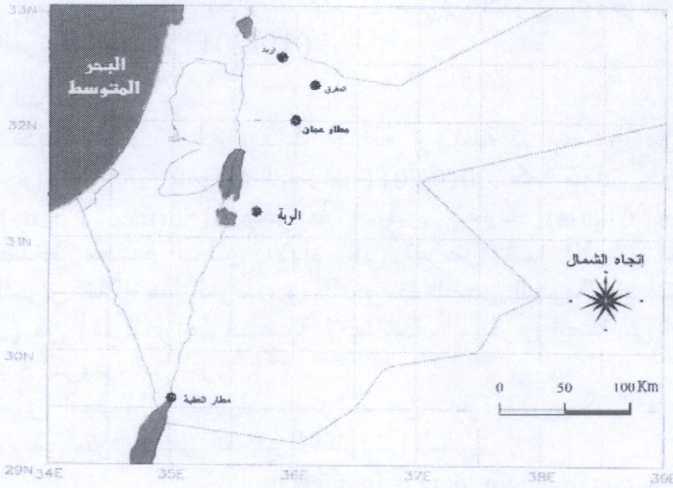 33N
البحر
المتوسط
اربد
المفرق
32N
مطار عمان
الربة
31N
إتجاه الشمال
30N
0 50 100 Km
مطار العقبة
29N
34E 35E 36E 37E 38E 39E